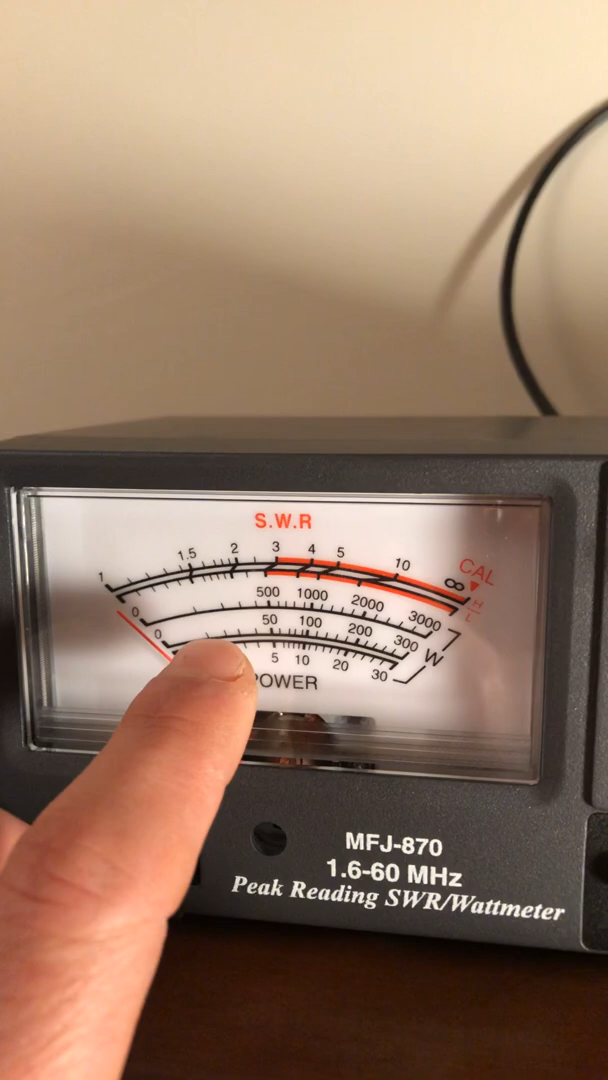 S.W.R
1 1.5 2 3 4 5 10 ∞ CAL
H
L
0 500 1000 2000 3000
0 50 100 200 300 W
5 10 20 30
POWER
MFJ-870
1.6-60 MHz
Peak Reading SWR/Wattmeter